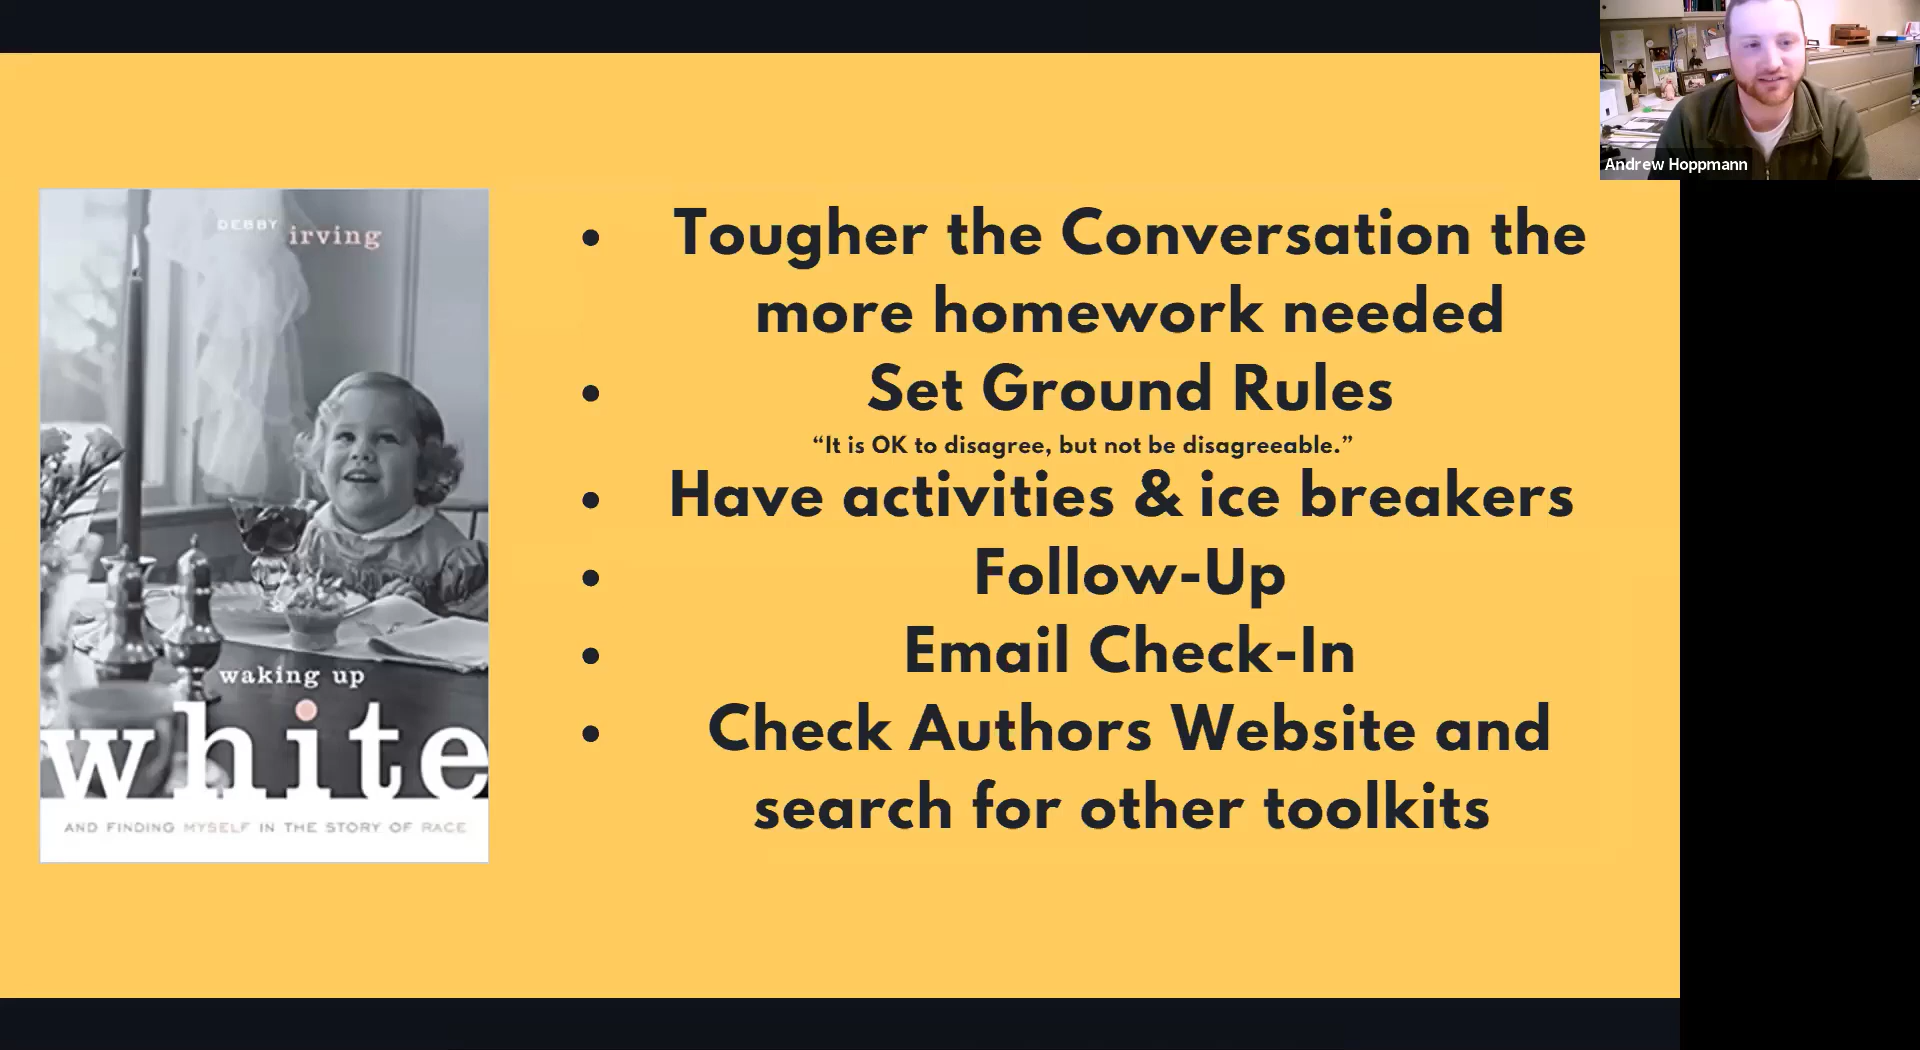 Andrew Hoppmann
DEBBY irving
waking up
white
AND FINDING MYSELF IN THE STORY OF RACE
• Tougher the Conversation the
more homework needed
• Set Ground Rules
“It is OK to disagree, but not be disagreeable.”
• Have activities & ice breakers
• Follow-Up
• Email Check-In
• Check Authors Website and
search for other toolkits